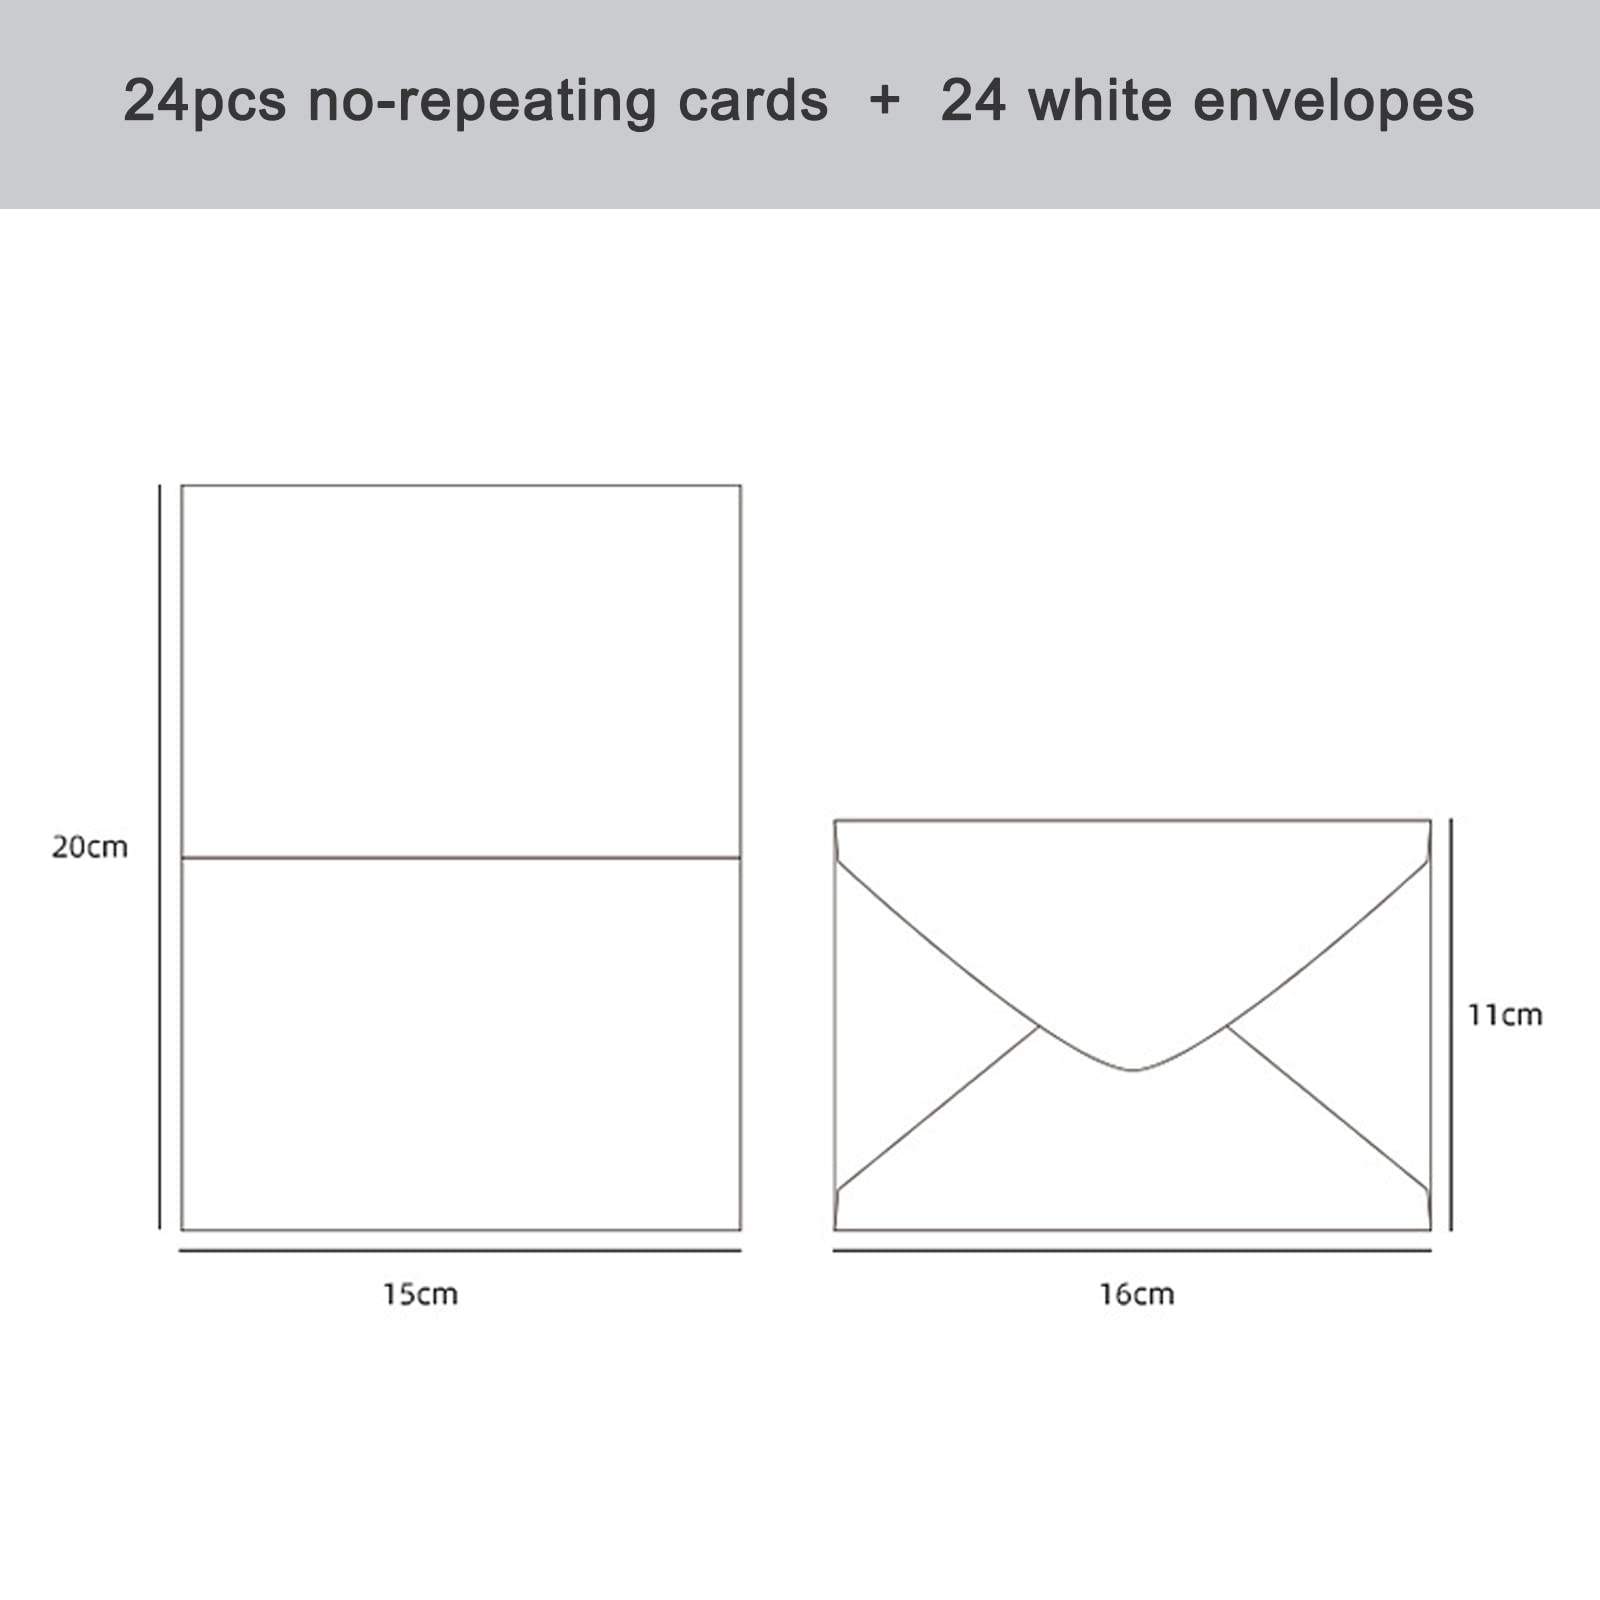 24pcs no-repeating cards + 24 white envelopes
20cm
11cm
15cm
16cm